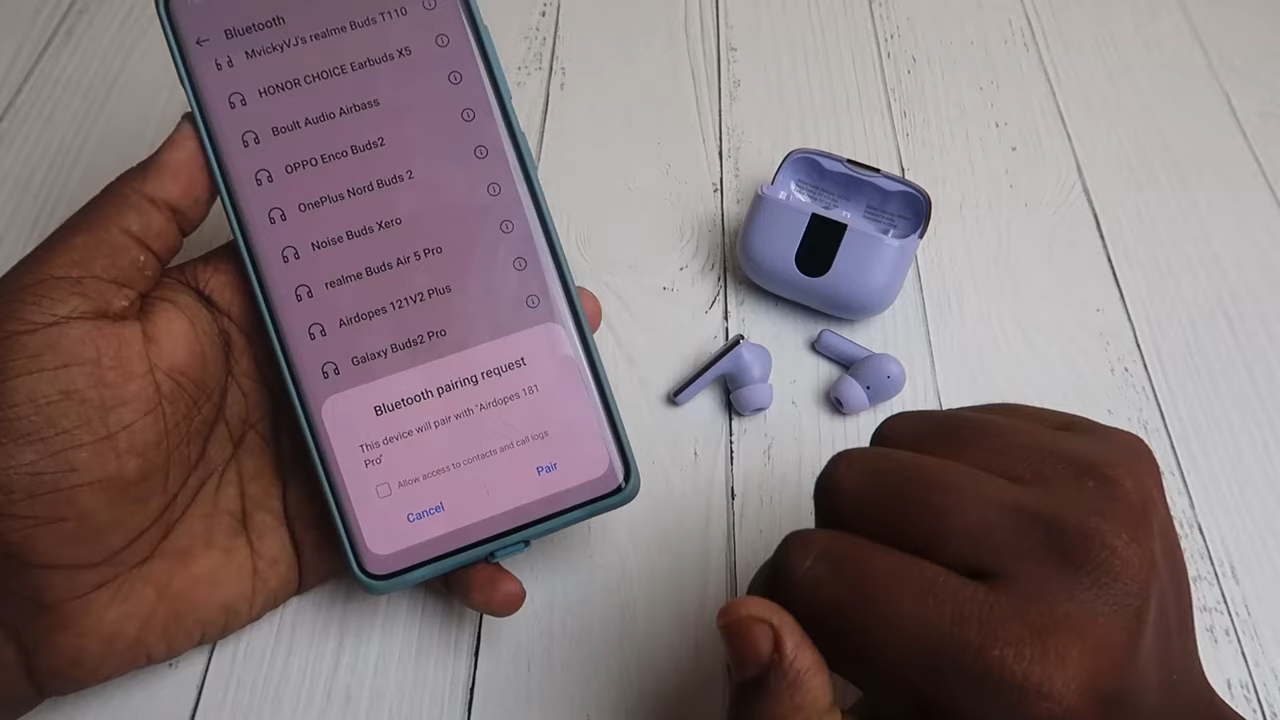 Bluetooth
MvickyVJ's realme Buds T110
HONOR CHOICE Earbuds X5
Boult Audio Airbass
OPPO Enco Buds2
OnePlus Nord Buds 2
Noise Buds Xero
realme Buds Air 5 Pro
Airdopes 121V2 Plus
Galaxy Buds2 Pro
Bluetooth pairing request
This device will pair with "Airdopes 181
Pro"
Allow access to contacts and call logs
Cancel
Pair